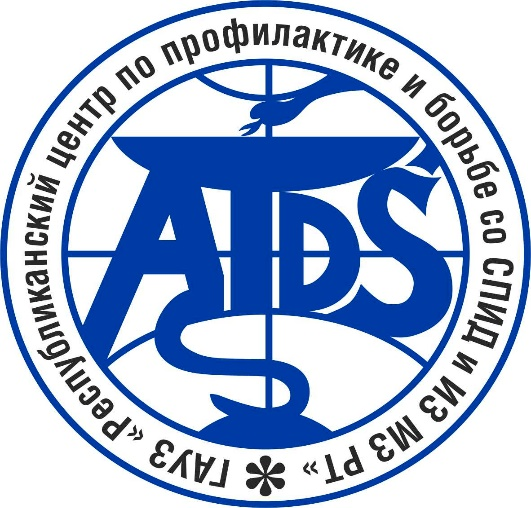 ГАУЗ «Республиканский центр по профилактике и борьбе со СПИД и ИЗ МЗ РТ»
AIDS